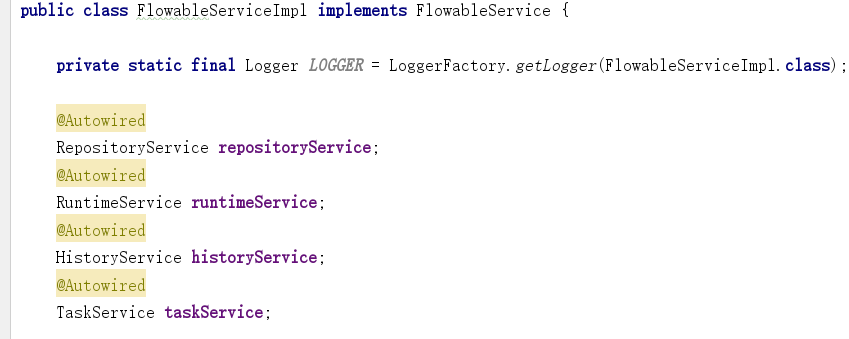 public class FlowableServiceImpl implements FlowableService {
private static final Logger LOGGER = LoggerFactory.getLogger(FlowableServiceImpl.class);
@Autowired
RepositoryService repositoryService;
@Autowired
RuntimeService runtimeService;
@Autowired
HistoryService historyService;
@Autowired
TaskService taskService;